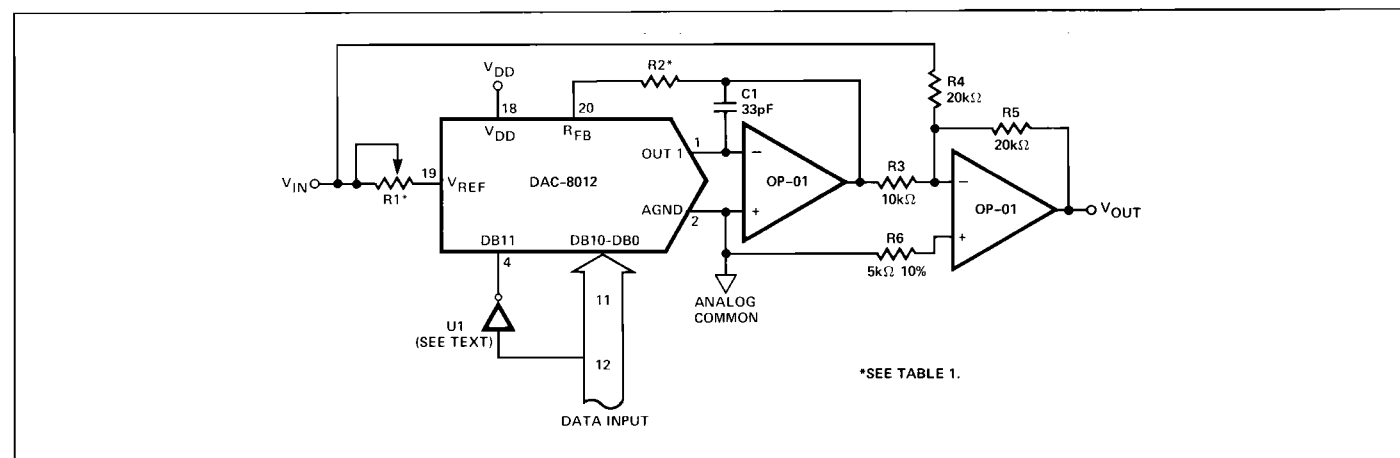 R2*
R4
20kΩ
V_DD
18
20
C1
33pF
R5
20kΩ
V_DD
R_FB
OUT 1
1
−
V_IN
R1*
19
V_REF
DAC-8012
OP-01
R3
10kΩ
−
OP-01
V_OUT
AGND
2
+
+
DB11
DB10-DB0
R6
5kΩ 10%
4
11
ANALOG
COMMON
U1
(SEE TEXT)
12
*SEE TABLE 1.
DATA INPUT